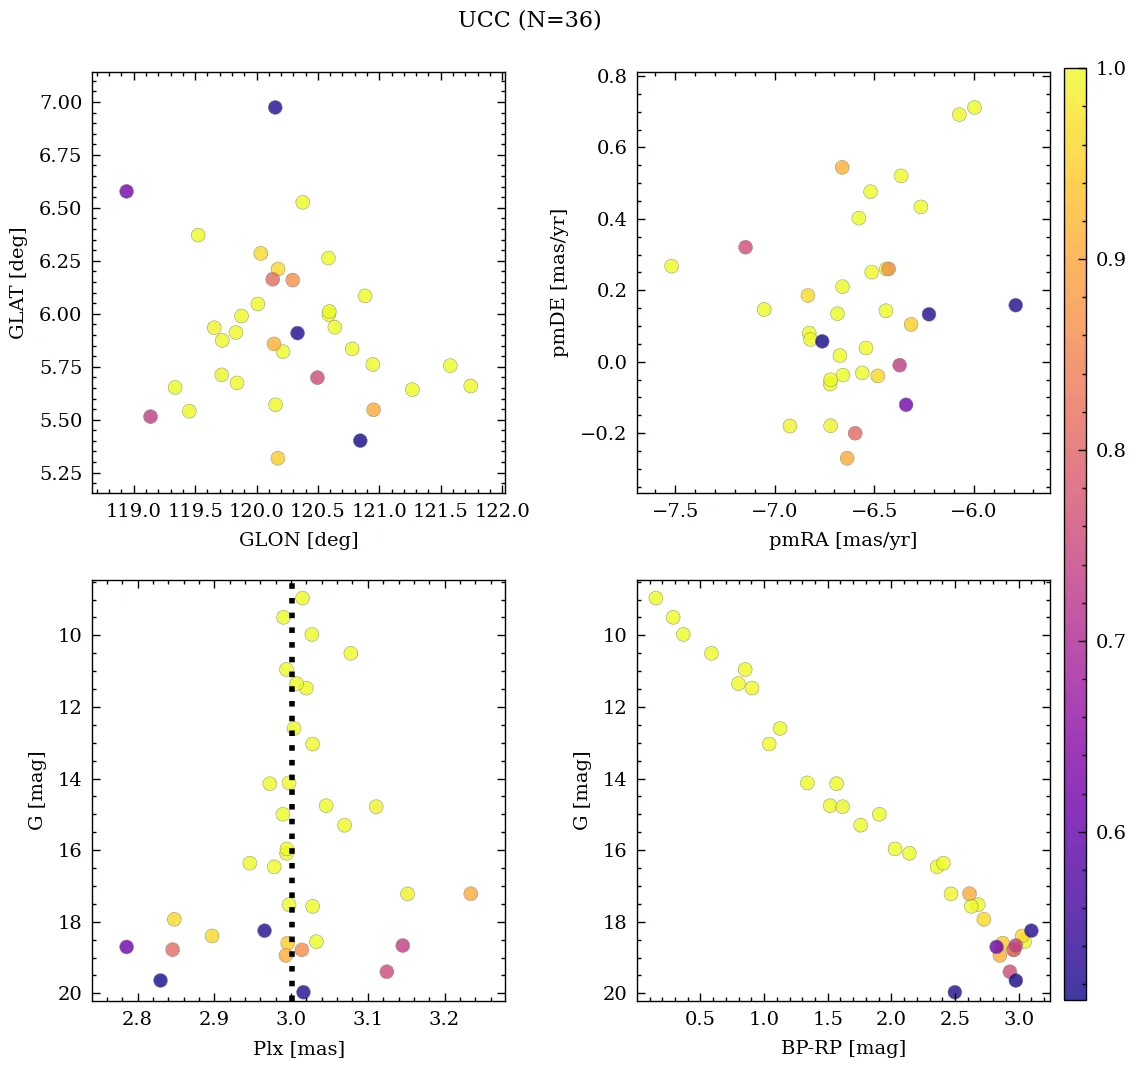 UCC (N=36)
7.00
6.75
6.50
6.25
6.00
5.75
5.50
5.25
GLAT [deg]
119.0 119.5 120.0 120.5 121.0 121.5 122.0
GLON [deg]
0.8
0.6
0.4
0.2
0.0
−0.2
pmDE [mas/yr]
−7.5 −7.0 −6.5 −6.0
pmRA [mas/yr]
10
12
14
16
18
20
G [mag]
2.8 2.9 3.0 3.1 3.2
Plx [mas]
10
12
14
16
18
20
G [mag]
0.5 1.0 1.5 2.0 2.5 3.0
BP-RP [mag]
1.0
0.9
0.8
0.7
0.6